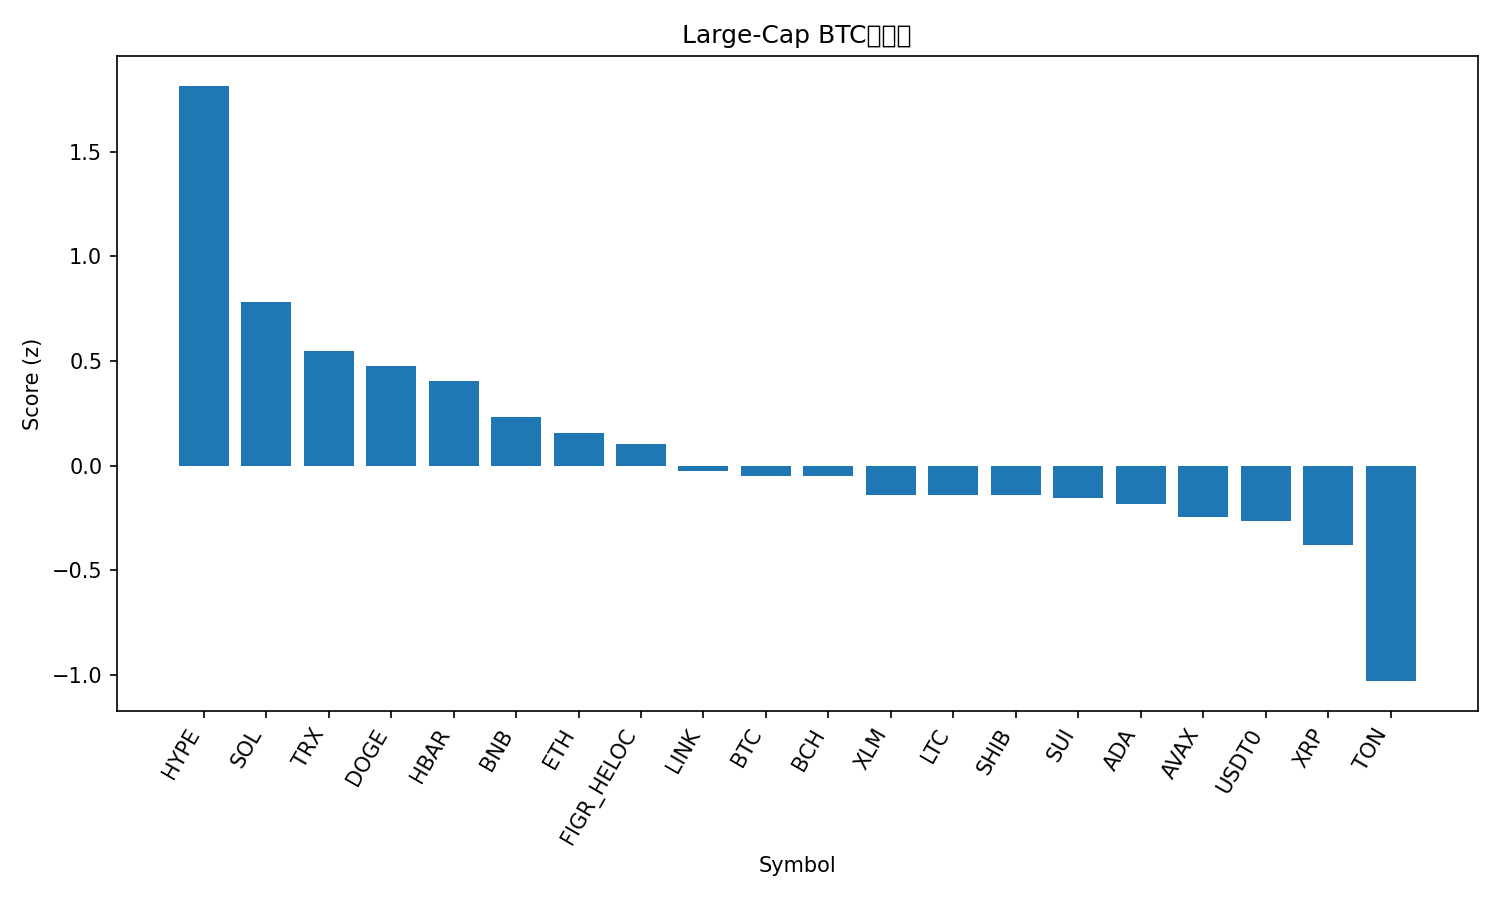 Large-Cap BTC
Score (z)
1.5
1.0
0.5
0.0
−0.5
−1.0
HYPE
SOL
TRX
DOGE
HBAR
BNB
ETH
FIGR_HELOC
LINK
BTC
BCH
XLM
LTC
SHIB
SUI
ADA
AVAX
USDT0
XRP
TON
Symbol